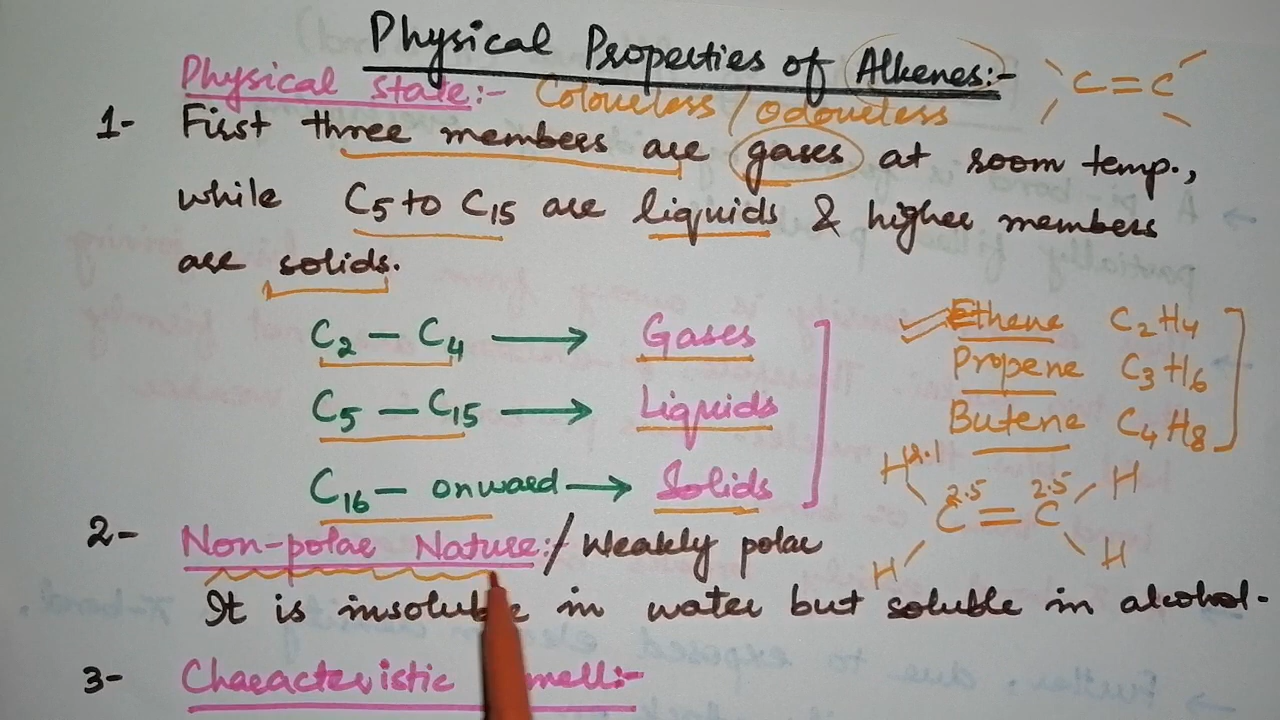 Physical Properties of Alkenes:-
C=C
Physical State:- Colourless / odourless
1- First three members are gases at room temp.,
while C5 to C15 are liquids & higher members
are solids.
C2 – C4 → Gases
C5 – C15 → Liquids
C16 – onward → Solids
Ethene C2H4
Propene C3H6
Butene C4H8
H 2.1 H
2.5 2.5
C=C
H H
2- Non-polar Nature:/ Weakly polar
It is insoluble in water but soluble in alcohol.
3- Characteristic Smell:-